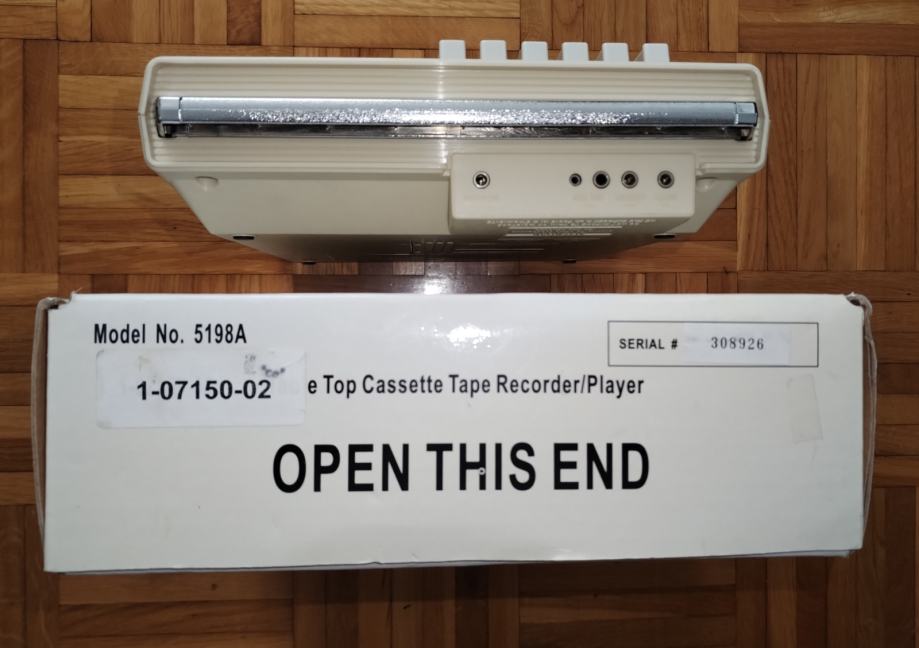 Model No. 5198A
SERIAL # 308926
1-07150-02
e Top Cassette Tape Recorder/Player
OPEN THIS END